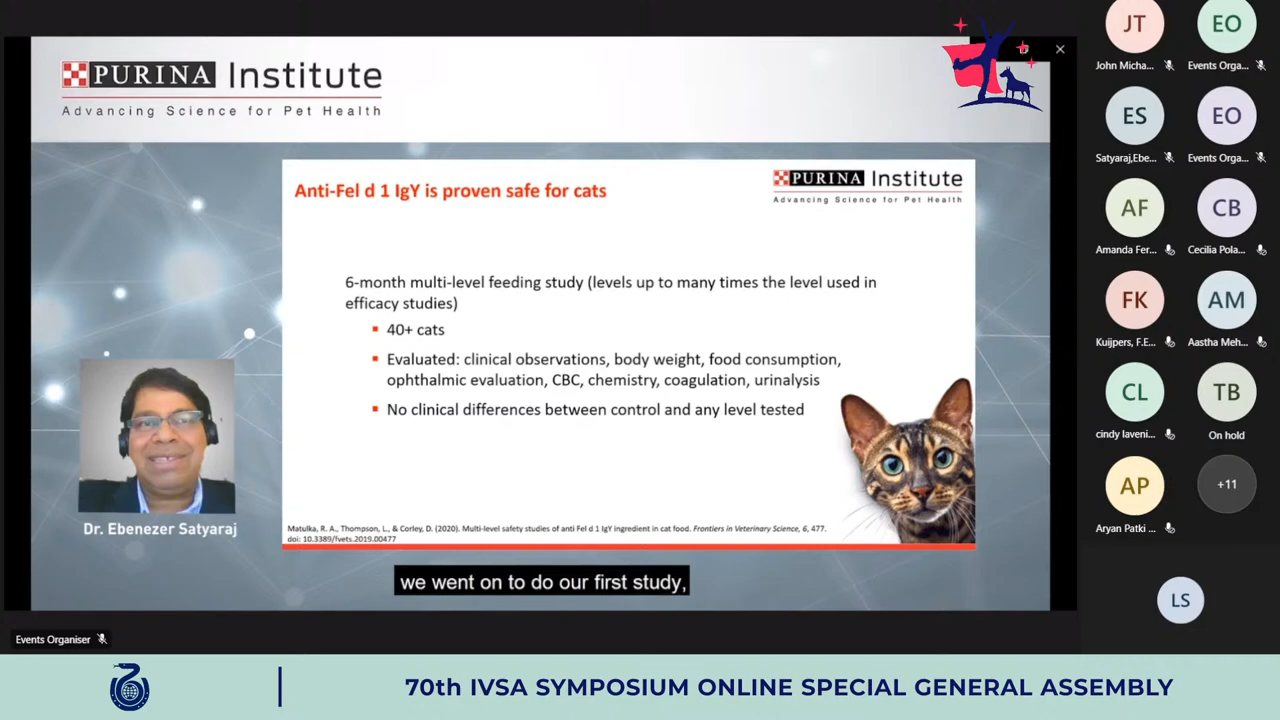 PURINA Institute
Advancing Science for Pet Health
Anti-Fel d 1 IgY is proven safe for cats
PURINA Institute
Advancing Science for Pet Health
6-month multi-level feeding study (levels up to many times the level used in
efficacy studies)
40+ cats
Evaluated: clinical observations, body weight, food consumption,
ophthalmic evaluation, CBC, chemistry, coagulation, urinalysis
No clinical differences between control and any level tested
Matulka, R. A., Thompson, L., & Corley, D. (2020). Multi-level safety studies of anti Fel d 1 IgY ingredient in cat food. Frontiers in Veterinary Science, 6, 477.
doi: 10.3389/fvets.2019.00477
Dr. Ebenezer Satyaraj
we went on to do our first study,
Events Organiser
JT
EO
John Micha...
Events Orga...
ES
EO
Satyaraj,Ebe...
Events Orga...
AF
CB
Amanda Fer...
Cecilia Pola...
FK
AM
Kuijpers, F.E...
Aastha Meh...
CL
TB
cindy laveni...
On hold
AP
+11
Aryan Patki ...
LS
70th IVSA SYMPOSIUM ONLINE SPECIAL GENERAL ASSEMBLY